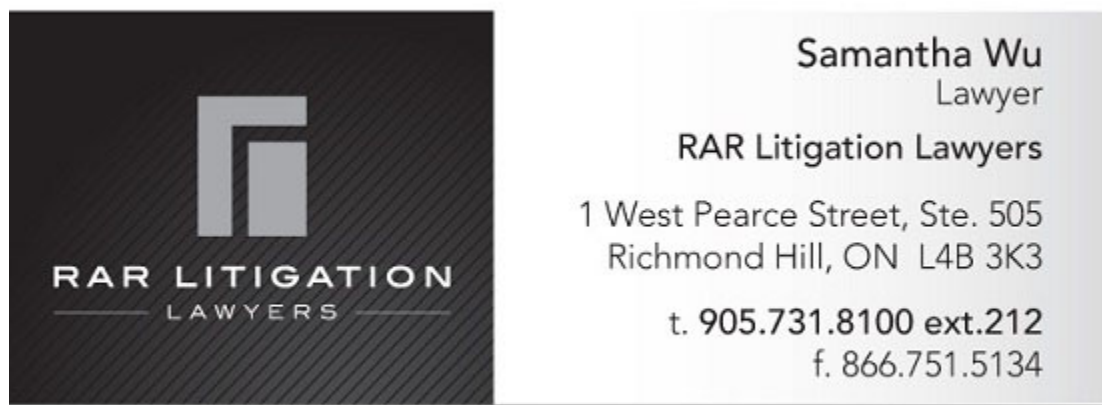 RAR LITIGATION
LAWYERS
Samantha Wu
Lawyer
RAR Litigation Lawyers
1 West Pearce Street, Ste. 505
Richmond Hill, ON L4B 3K3
t. 905.731.8100 ext.212
f. 866.751.5134